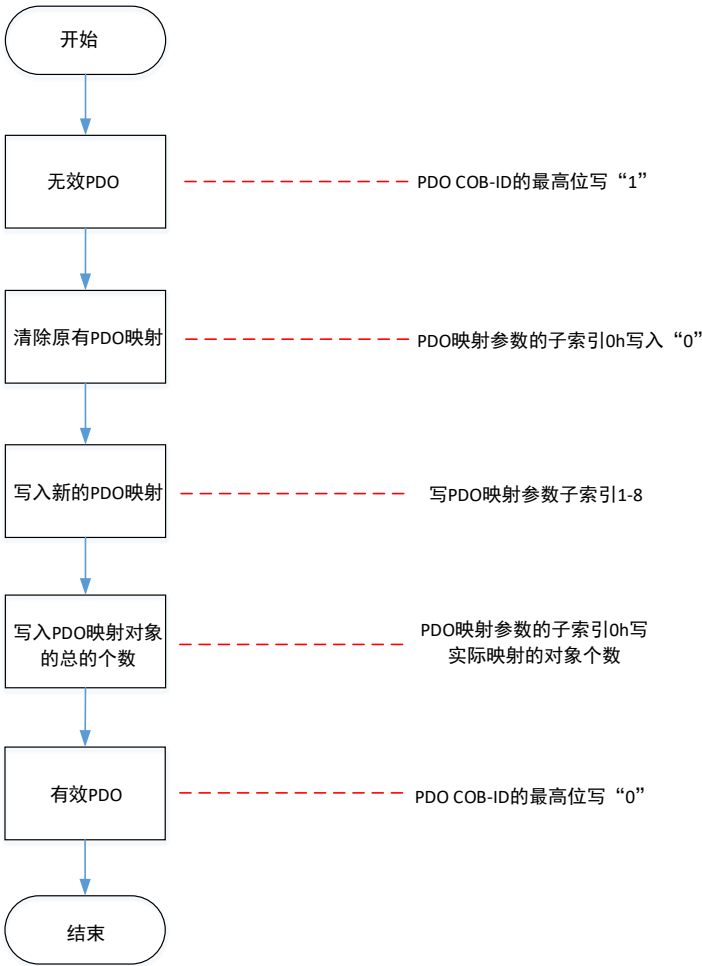 开始
无效PDO
PDO COB-ID的最高位写“1”
清除原有PDO映射
PDO映射参数的子索引0h写入“0”
写入新的PDO映射
写PDO映射参数子索引1-8
写入PDO映射对象
的总的个数
PDO映射参数的子索引0h写
实际映射的对象个数
有效PDO
PDO COB-ID的最高位写“0”
结束